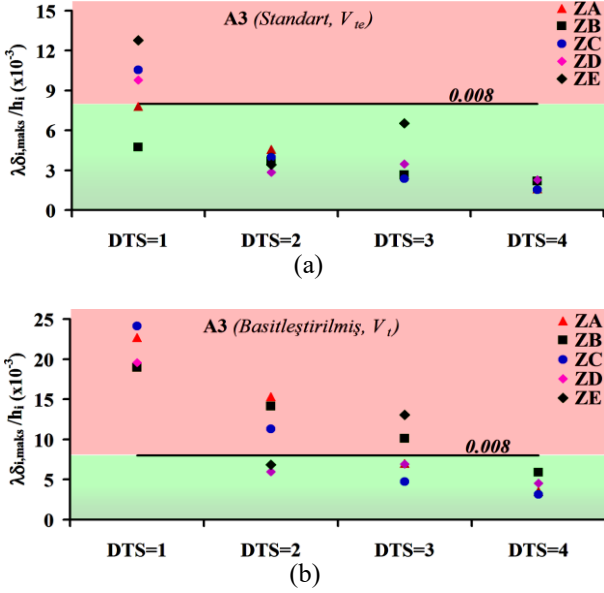 (a)
λδi,maks/hi (x10-3)
15
12
9
6
3
0
A3 (Standart, Vte)
ZA
ZB
ZC
ZD
ZE
0.008
DTS=1 DTS=2 DTS=3 DTS=4
(a)
λδi,maks/hi (x10-3)
25
20
15
10
5
0
A3 (Basitleştirilmiş, Vt)
ZA
ZB
ZC
ZD
ZE
0.008
DTS=1 DTS=2 DTS=3 DTS=4
(b)